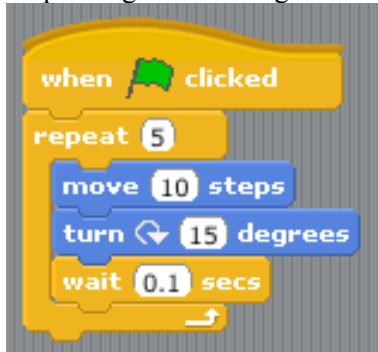 when clicked
repeat 5
move 10 steps
turn 15 degrees
wait 0.1 secs